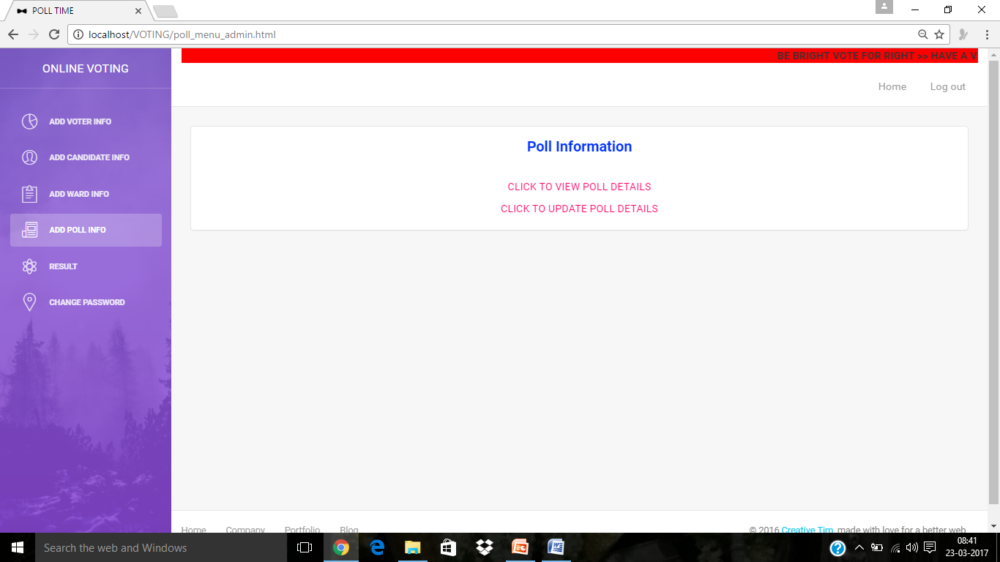 POLL TIME
localhost/VOTING/poll_menu_admin.html
BE BRIGHT VOTE FOR RIGHT >> HAVE A V
ONLINE VOTING
Home Log out
ADD VOTER INFO
ADD CANDIDATE INFO
ADD WARD INFO
ADD POLL INFO
RESULT
CHANGE PASSWORD
Poll Information
CLICK TO VIEW POLL DETAILS
CLICK TO UPDATE POLL DETAILS
Home Company Portfolio Blog
© 2016 Creative Tim, made with love for a better web
Search the web and Windows
08:41
23-03-2017